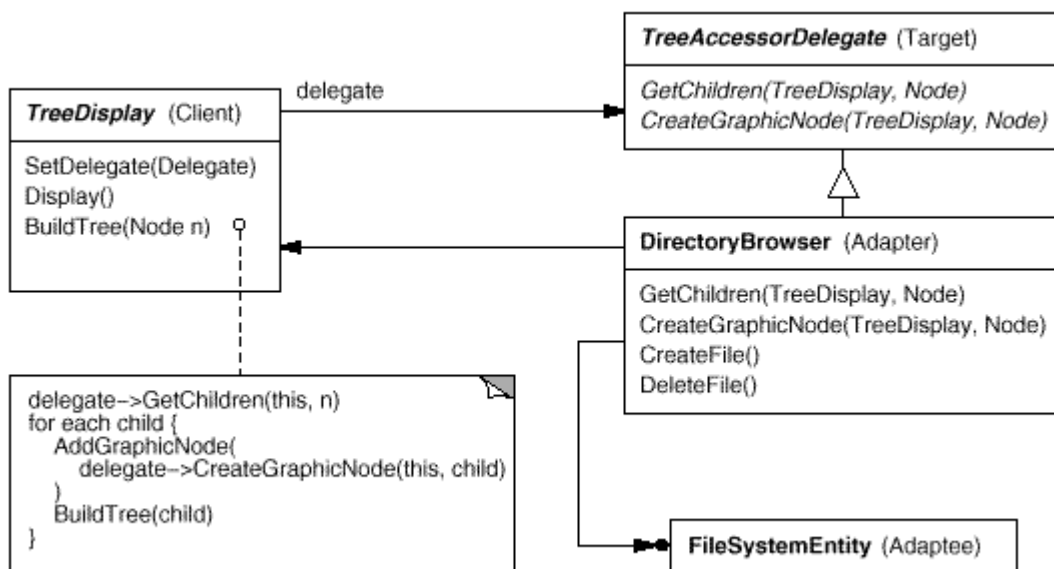 TreeDisplay (Client)
SetDelegate(Delegate)
Display()
BuildTree(Node n)
delegate
TreeAccessorDelegate (Target)
GetChildren(TreeDisplay, Node)
CreateGraphicNode(TreeDisplay, Node)
DirectoryBrowser (Adapter)
GetChildren(TreeDisplay, Node)
CreateGraphicNode(TreeDisplay, Node)
CreateFile()
DeleteFile()
delegate->GetChildren(this, n)
for each child {
AddGraphicNode(
delegate->CreateGraphicNode(this, child)
)
BuildTree(child)
}
FileSystemEntity (Adaptee)